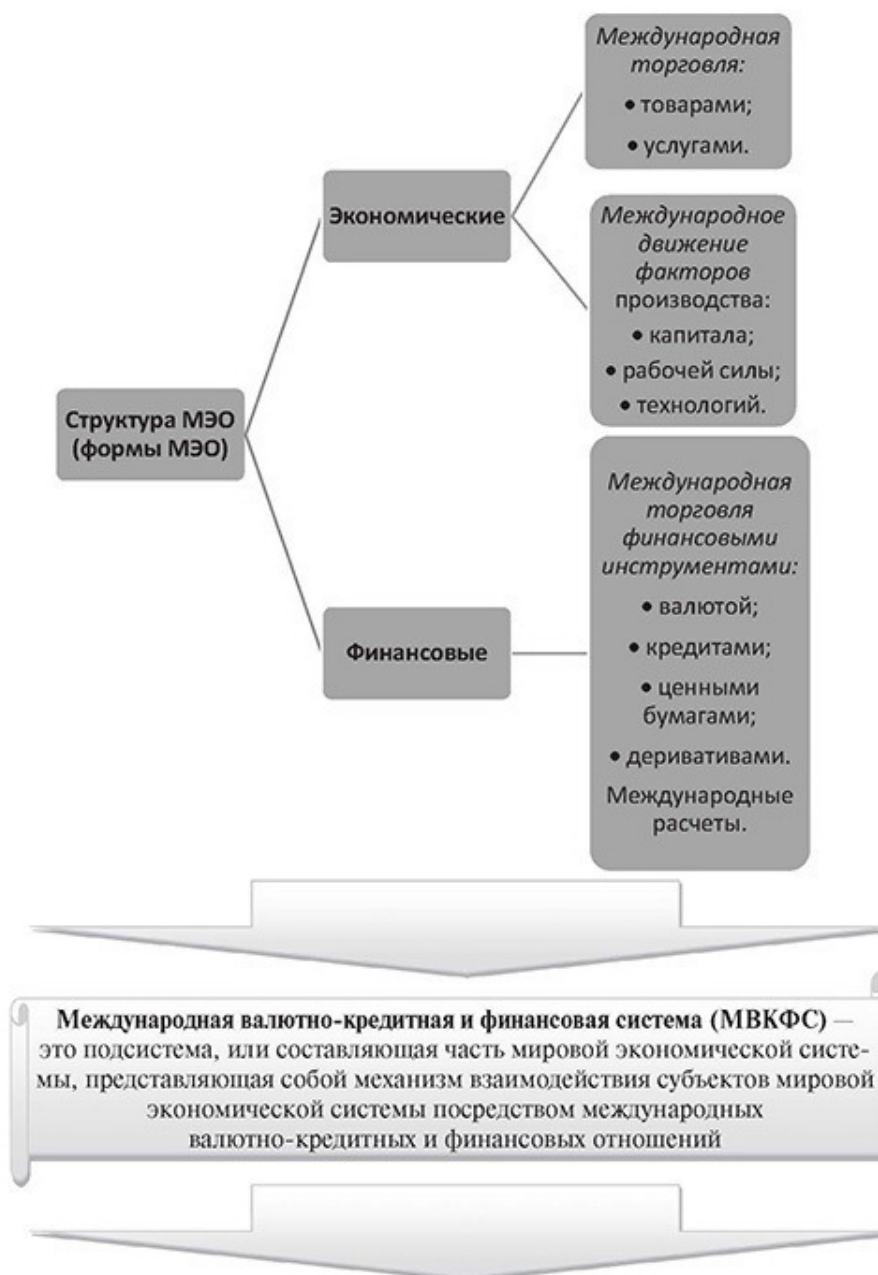 Международная
торговля:
• товарами;
• услугами.
Экономические
Международное
движение
факторов
производства:
• капитала;
• рабочей силы;
• технологий.
Структура МЭО
(формы МЭО)
Международная
торговля
финансовыми
инструментами:
• валютой;
• кредитами;
• ценными
бумагами;
• деривативами.
Международные
расчеты.
Финансовые
Международная валютно-кредитная и финансовая система (МВКФС) —
это подсистема, или составляющая часть мировой экономической систе-
мы, представляющая собой механизм взаимодействия субъектов мировой
экономической системы посредством международных
валютно-кредитных и финансовых отношений